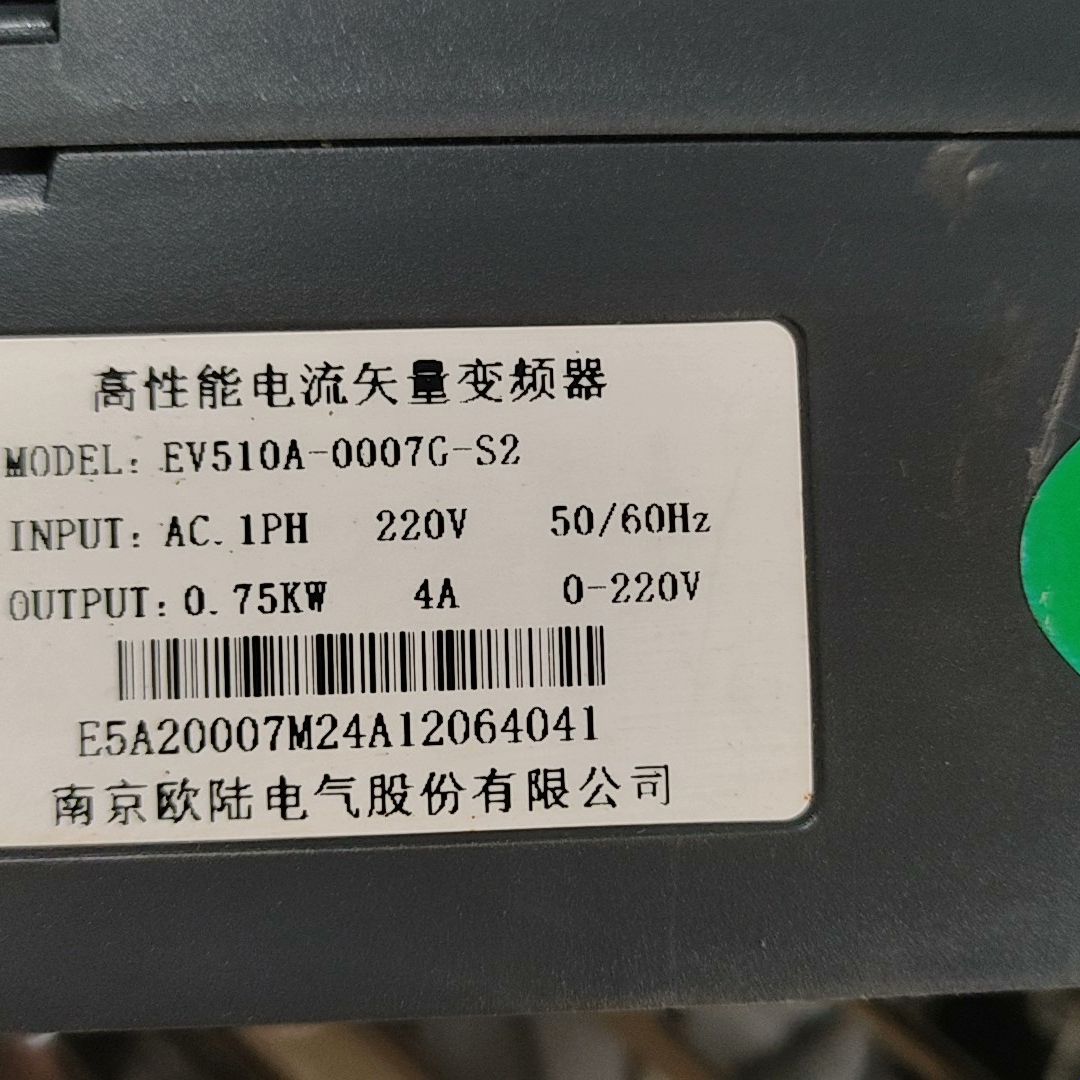 高性能电流矢量变频器
MODEL: EV510A-0007G-S2
INPUT: AC. 1PH 220V 50/60Hz
OUTPUT: 0. 75KW 4A 0-220V
E5A20007M24A12064041
南京欧陆电气股份有限公司